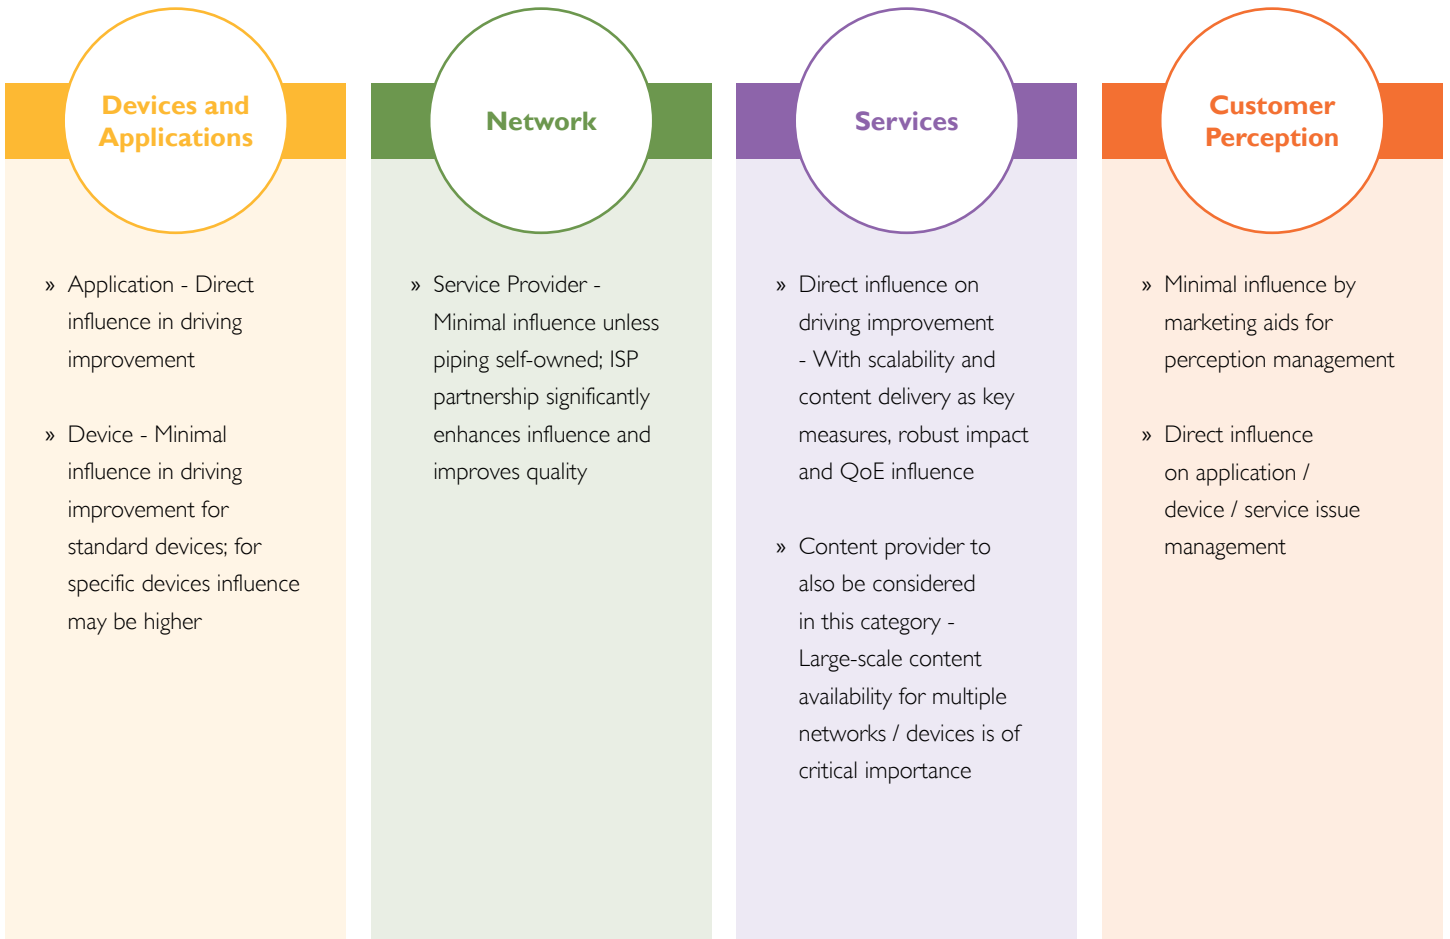 Devices and
Applications
» Application - Direct
influence in driving
improvement
» Device - Minimal
influence in driving
improvement for
standard devices; for
specific devices influence
may be higher
Network
» Service Provider -
Minimal influence unless
piping self-owned; ISP
partnership significantly
enhances influence and
improves quality
Services
» Direct influence on
driving improvement
- With scalability and
content delivery as key
measures, robust impact
and QoE influence
» Content provider to
also be considered
in this category -
Large-scale content
availability for multiple
networks / devices is of
critical importance
Customer
Perception
» Minimal influence by
marketing aids for
perception management
» Direct influence
on application /
device / service issue
management